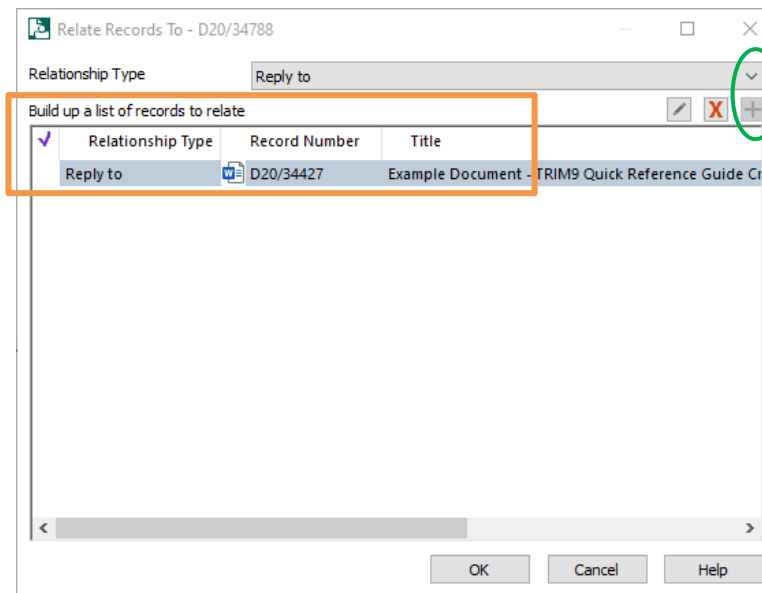 Relate Records To - D20/34788
Relationship Type Reply to
Build up a list of records to relate
Relationship Type Record Number Title
Reply to D20/34427 Example Document - TRIM9 Quick Reference Guide
OK Cancel Help